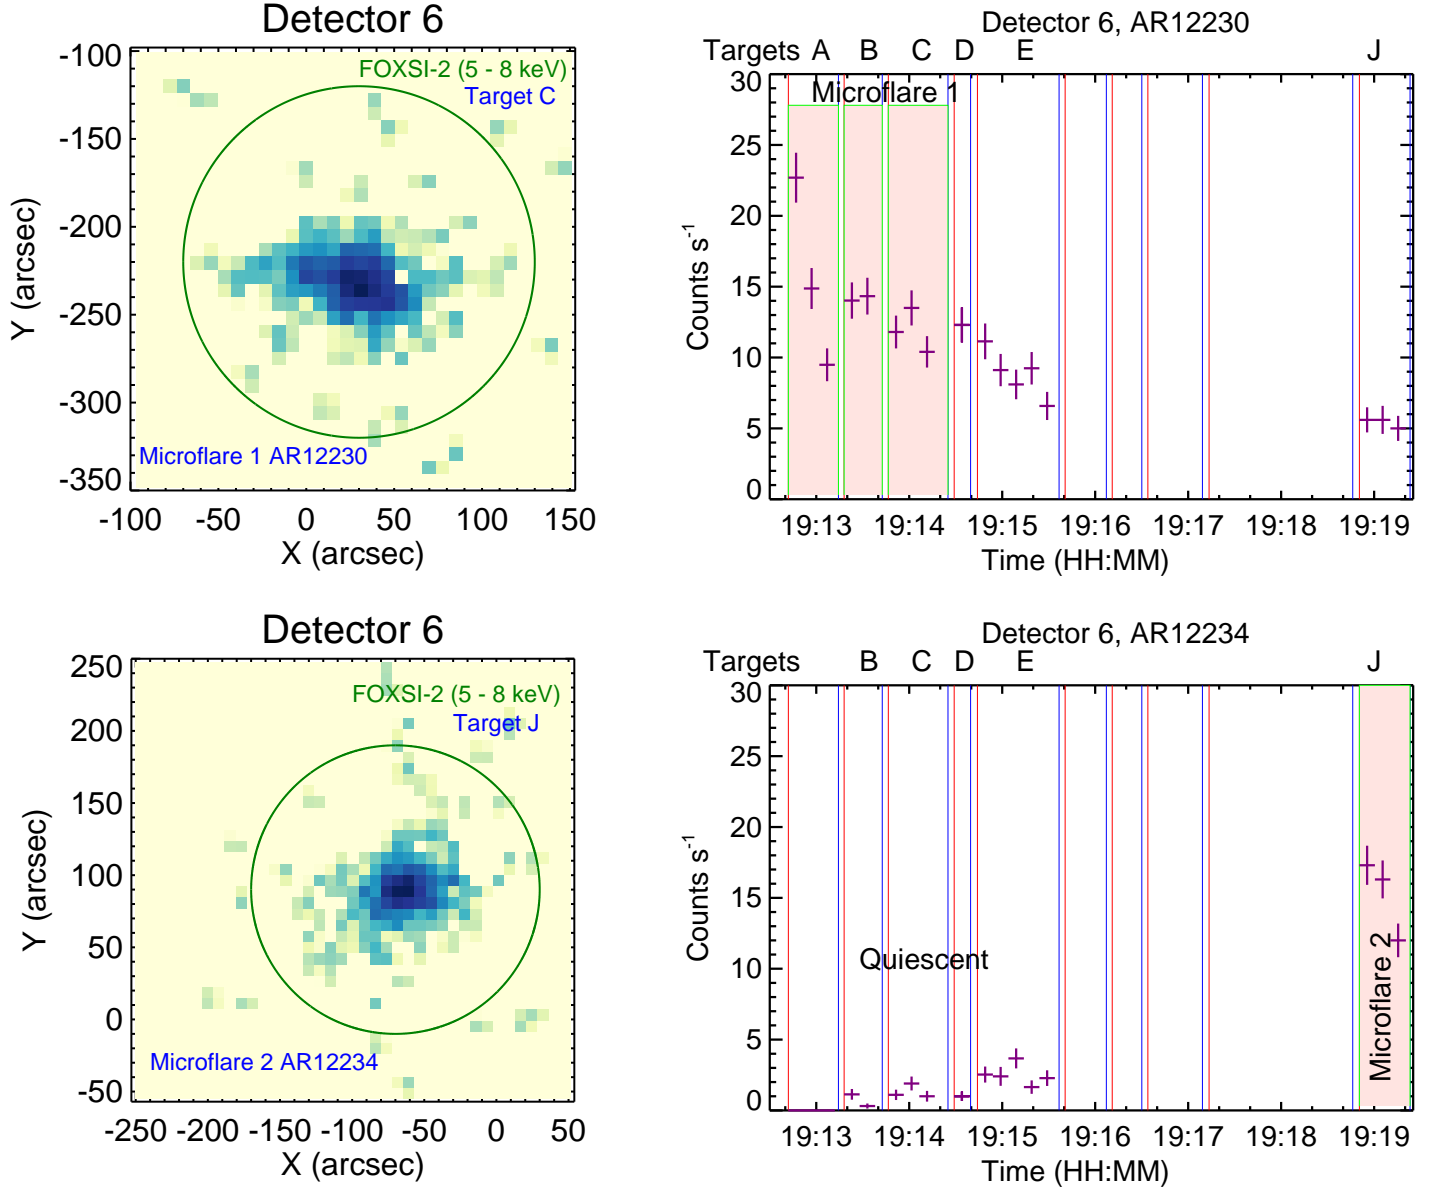 Detector 6
FOXSI-2 (5 - 8 keV)
Target C
Microflare 1 AR12230
-100
-150
-200
-250
-300
-350
Y (arcsec)
-100 -50 0 50 100 150
X (arcsec)
Detector 6, AR12230
Targets A B C D E J
Microflare 1
30
25
20
15
10
5
0
Counts s-1
19:13 19:14 19:15 19:16 19:17 19:18 19:19
Time (HH:MM)
Detector 6
FOXSI-2 (5 - 8 keV)
Target J
Microflare 2 AR12234
250
200
150
100
50
0
-50
Y (arcsec)
-250 -200 -150 -100 -50 0 50
X (arcsec)
Detector 6, AR12234
Targets B C D E J
Quiescent
Microflare 2
30
25
20
15
10
5
0
Counts s-1
19:13 19:14 19:15 19:16 19:17 19:18 19:19
Time (HH:MM)